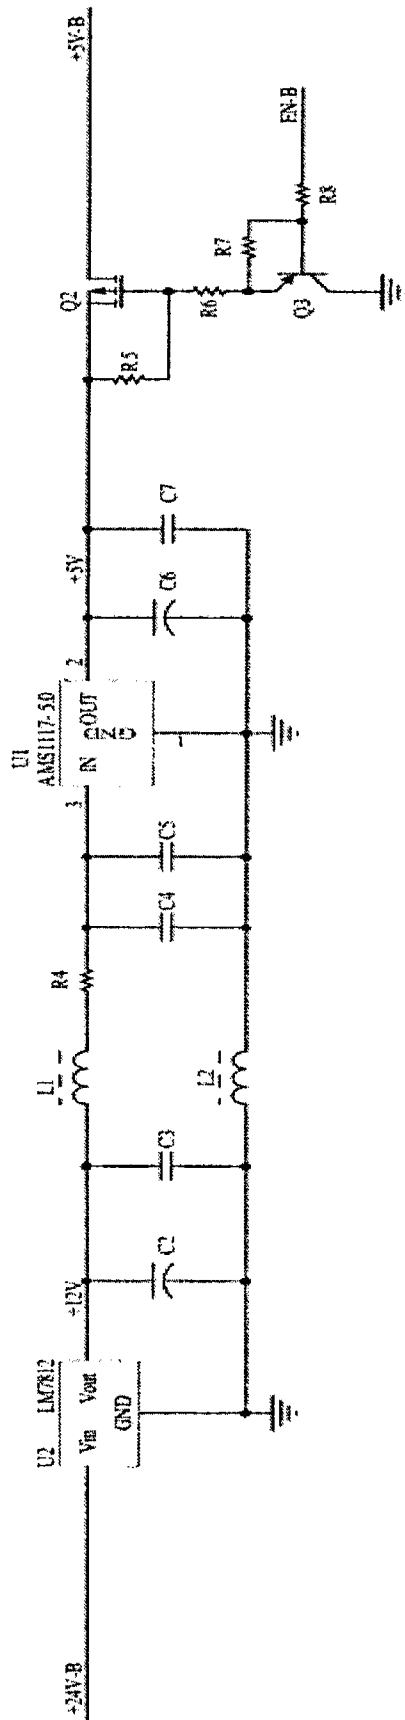 +24V-B
U2
LM7812
Vin
Vout
GND
+12V
C2
C3
L1
L2
R4
C4
C5
U1
AMS1117-5.0
3
IN
OUT
GND
2
1
+5V
C6
C7
R5
Q2
+5V-B
R6
R7
Q3
R8
EN-B